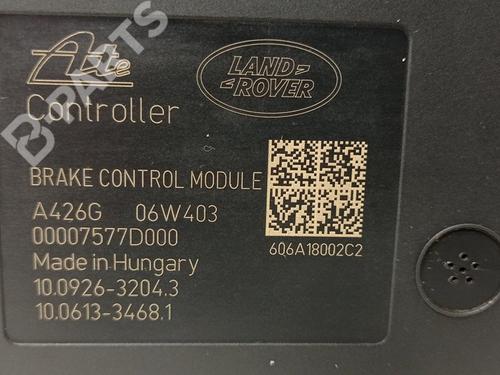 B-PARTS
Ate
LAND
ROVER
Controller
BRAKE CONTROL MODULE
A426G 06W403
00007577D000
606A18002C2
Made in Hungary
10.0926-3204.3
10.0613-3468.1